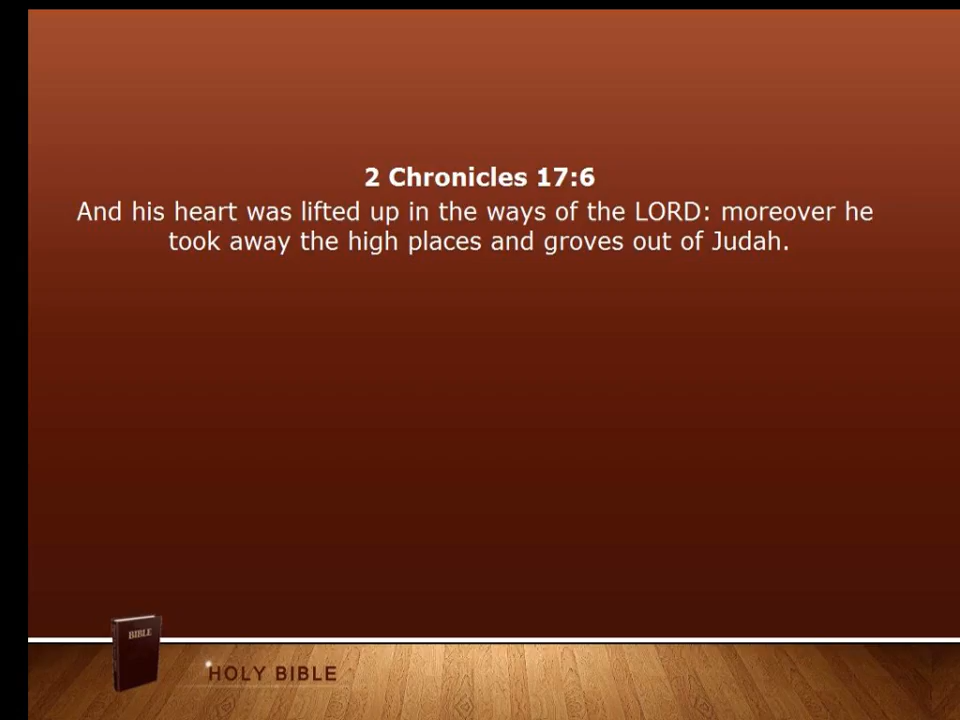 2 Chronicles 17:6
And his heart was lifted up in the ways of the LORD: moreover he
took away the high places and groves out of Judah.
BIBLE
HOLY BIBLE